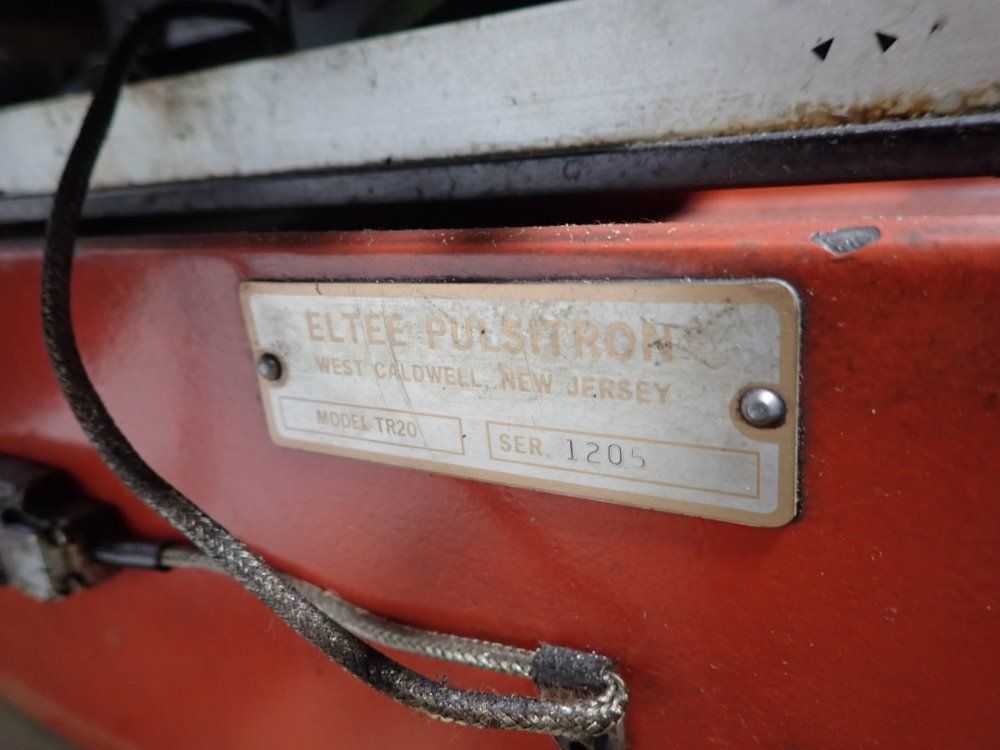 ELTEE PULSITRON
WEST CALDWELL, NEW JERSEY
MODEL TR20
SER. 1205